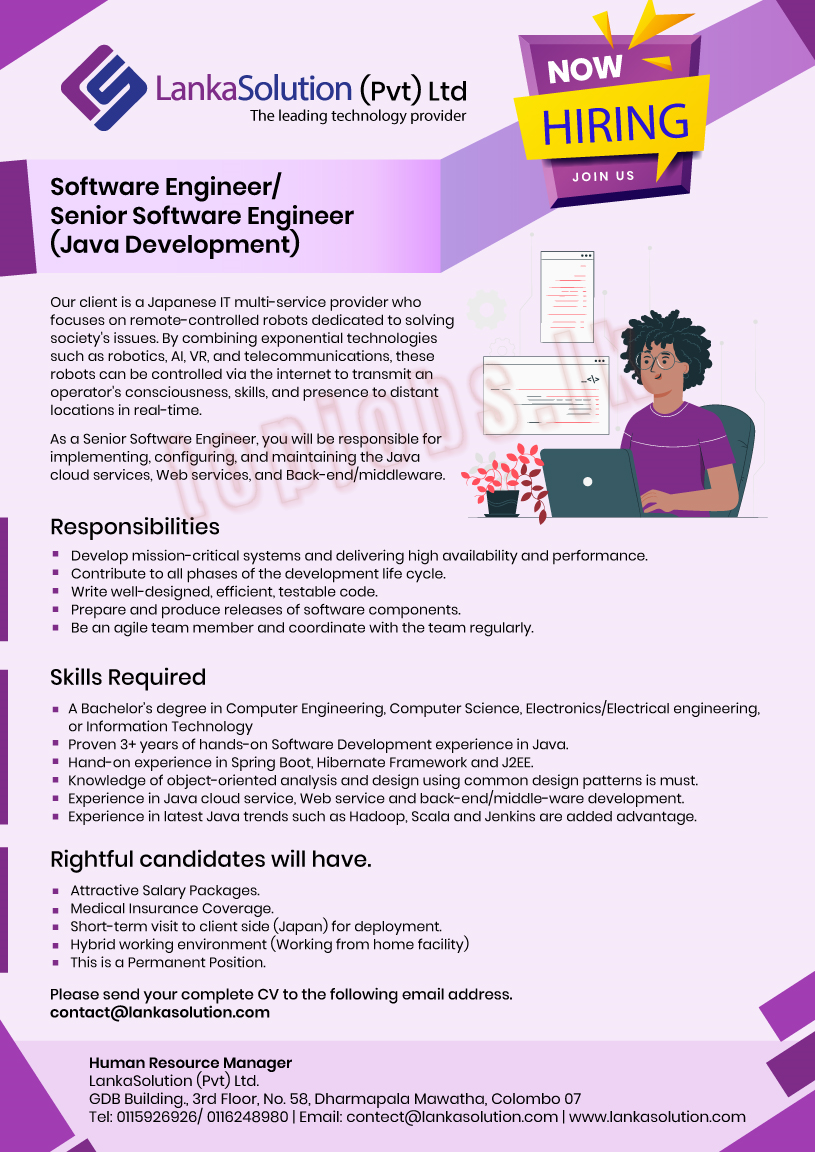 LankaSolution (Pvt) Ltd
The leading technology provider
NOW
HIRING
JOIN US
Software Engineer/
Senior Software Engineer
(Java Development)
Our client is a Japanese IT multi-service provider who
focuses on remote-controlled robots dedicated to solving
society's issues. By combining exponential technologies
such as robotics, AI, VR, and telecommunications, these
robots can be controlled via the internet to transmit an
operator's consciousness, skills, and presence to distant
locations in real-time.
As a Senior Software Engineer, you will be responsible for
implementing, configuring, and maintaining the Java
cloud services, Web services, and Back-end/middleware.
_</>
topjobs.lk
Responsibilities
Develop mission-critical systems and delivering high availability and performance.
Contribute to all phases of the development life cycle.
Write well-designed, efficient, testable code.
Prepare and produce releases of software components.
Be an agile team member and coordinate with the team regularly.
Skills Required
A Bachelor's degree in Computer Engineering, Computer Science, Electronics/Electrical engineering,
or Information Technology
Proven 3+ years of hands-on Software Development experience in Java.
Hand-on experience in Spring Boot, Hibernate Framework and J2EE.
Knowledge of object-oriented analysis and design using common design patterns is must.
Experience in Java cloud service, Web service and back-end/middle-ware development.
Experience in latest Java trends such as Hadoop, Scala and Jenkins are added advantage.
Rightful candidates will have.
Attractive Salary Packages.
Medical Insurance Coverage.
Short-term visit to client side (Japan) for deployment.
Hybrid working environment (Working from home facility)
This is a Permanent Position.
Please send your complete CV to the following email address.
contact@lankasolution.com
Human Resource Manager
LankaSolution (Pvt) Ltd.
GDB Building., 3rd Floor, No. 58, Dharmapala Mawatha, Colombo 07
Tel: 0115926926/ 0116248980 | Email: contect@lankasolution.com | www.lankasolution.com